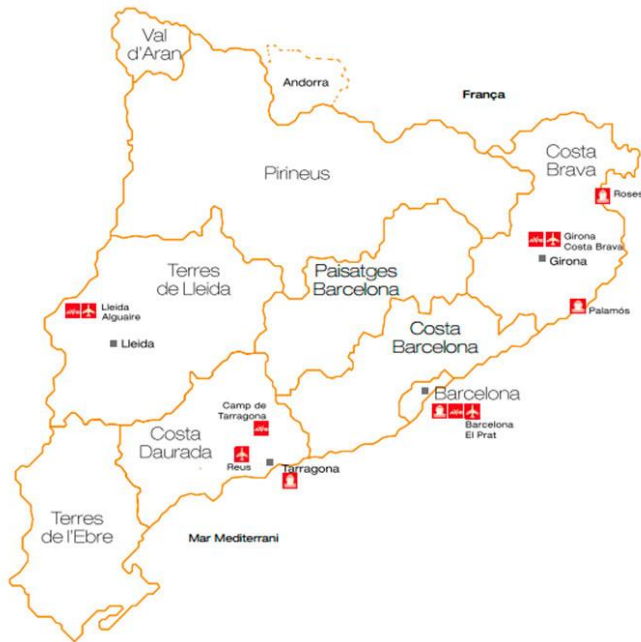 Val
d'Aran
Andorra
França
Costa
Brava
Pirineus
Roses
Girona
Costa Brava
Girona
Terres
de Lleida
Paisatges
Barcelona
Lleida
Alguaire
Palamós
Costa
Barcelona
Lleida
Barcelona
Camp de
Tarragona
Barcelona
El Prat
Costa
Daurada
Reus
Tarragona
Terres
de l'Ebre
Mar Mediterrani